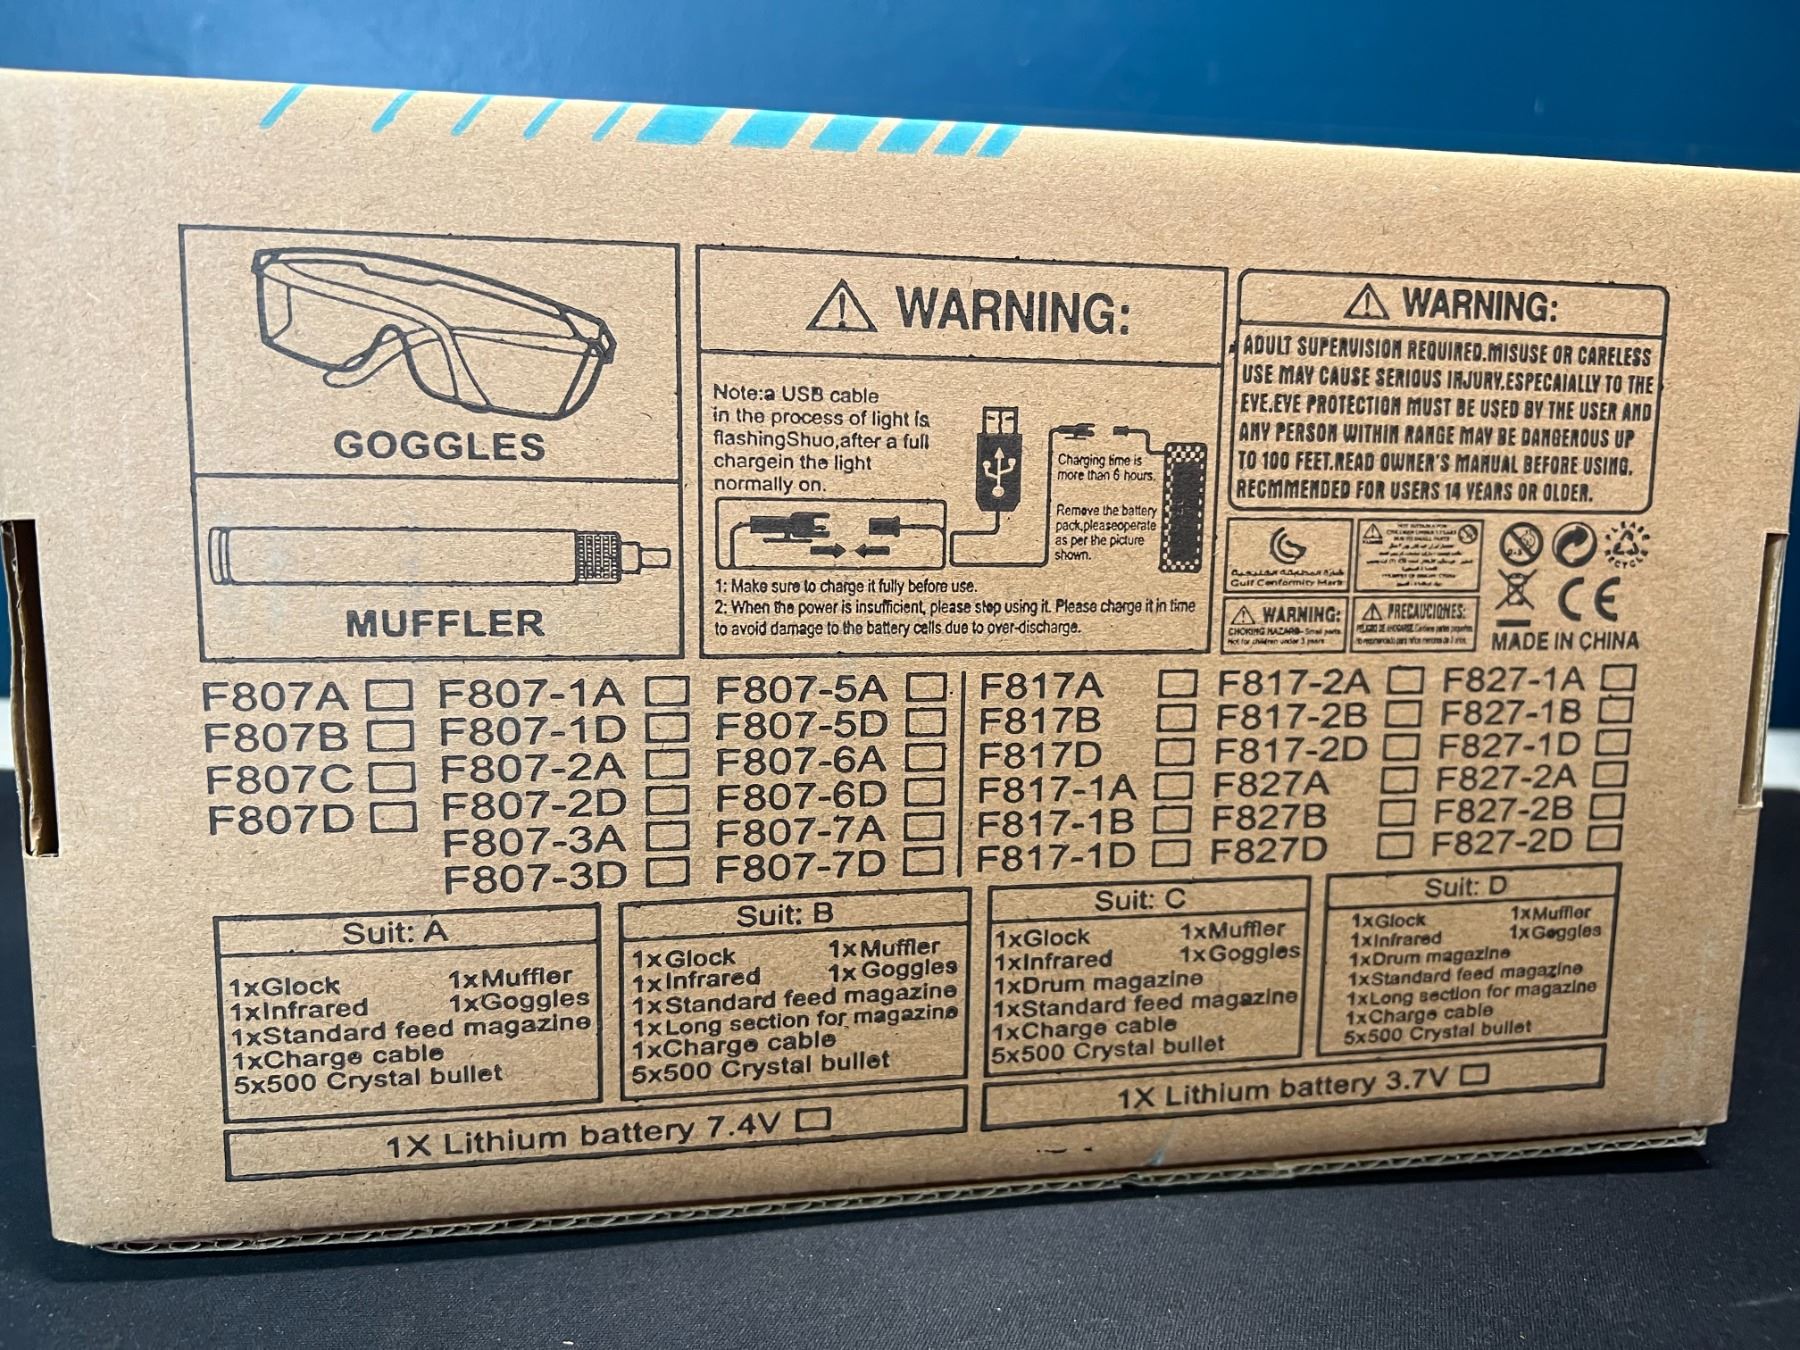 GOGGLES
MUFFLER
WARNING:
Note:a USB cable
in the process of light is
flashingShuo,after a full
chargein the light
normally on.
Charging time is
more than 6 hours.
Remove the battery
pack,pleaseoperate
as per the picture
shown.
1: Make sure to charge it fully before use.
2: When the power is insufficient, please stop using it. Please charge it in time
to avoid damage to the battery cells due to over-discharge.
WARNING:
ADULT SUPERVISION REQUIRED.MISUSE OR CARELESS
USE MAY CAUSE SERIOUS INJURY.ESPECAIALLY TO THE
EYE.EYE PROTECTION MUST BE USED BY THE USER AND
ANY PERSON WITHIN RANGE MAY BE DANGEROUS UP
TO 100 FEET.READ OWNER'S MANUAL BEFORE USING.
RECMMENDED FOR USERS 14 YEARS OR OLDER.
Gulf Conformity Mark
0-3
CE
WARNING:
CHOKING HAZARD- Small parts
Not for children under 3 years
PRECAUCIONES:
MADE IN CHINA
F807A F807-1A F807-5A F817A F817-2A F827-1A
F807B F807-1D F807-5D F817B F817-2B F827-1B
F807C F807-2A F807-6A F817D F817-2D F827-1D
F807D F807-2D F807-6D F817-1A F827A F827-2A
F807-3A F807-7A F817-1B F827B F827-2B
F807-3D F807-7D F817-1D F827D F827-2D
Suit: A
1xGlock 1xMuffler
1xInfrared 1xGoggles
1xStandard feed magazine
1xCharge cable
5x500 Crystal bullet
Suit: B
1xGlock 1xMuffler
1xInfrared 1xGoggles
1xStandard feed magazine
1xLong section for magazine
1xCharge cable
5x500 Crystal bullet
1X Lithium battery 7.4V
Suit: C
1xGlock 1xMuffler
1xInfrared 1xGoggles
1xDrum magazine
1xStandard feed magazine
1xCharge cable
5x500 Crystal bullet
Suit: D
1xGlock 1xMuffler
1xInfrared 1xGoggles
1xDrum magazine
1xStandard feed magazine
1xLong section for magazine
1xCharge cable
5x500 Crystal bullet
1X Lithium battery 3.7V